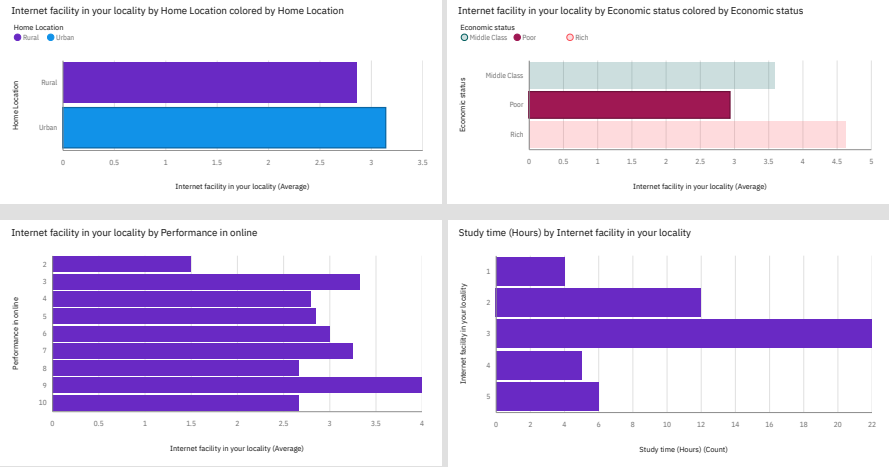 Internet facility in your locality by Home Location colored by Home Location
Home Location
Rural Urban
Home Location
Rural
Urban
0 0.5 1 1.5 2 2.5 3 3.5
Internet facility in your locality (Average)
Internet facility in your locality by Economic status colored by Economic status
Economic status
Middle Class Poor Rich
Economic status
Middle Class
Poor
Rich
0 0.5 1 1.5 2 2.5 3 3.5 4 4.5 5
Internet facility in your locality (Average)
Internet facility in your locality by Performance in online
Performance in online
2
3
4
5
6
7
8
9
10
0 0.5 1 1.5 2 2.5 3 3.5 4
Internet facility in your locality (Average)
Study time (Hours) by Internet facility in your locality
Internet facility in your locality
1
2
3
4
5
0 2 4 6 8 10 12 14 16 18 20 22
Study time (Hours) (Count)